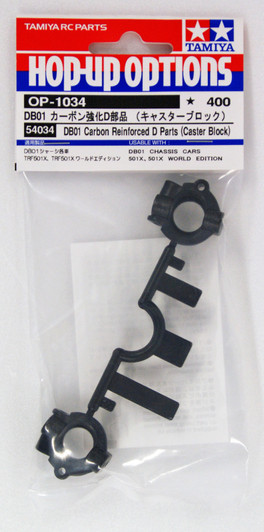 TAMIYA RC PARTS
TAMIYA
HOP-UP OPTIONS
OP-1034 ★ 400
DB01 カーボン強化D部品 (キャスターブロック)
54034 DB01 Carbon Reinforced D Parts (Caster Block)
適用製品 USABLE WITH:
DB01シャーシ各車 DB01 CHASSIS CARS
TRF501X, TRF501Xワールドエディション 501X, 501X WORLD EDITION